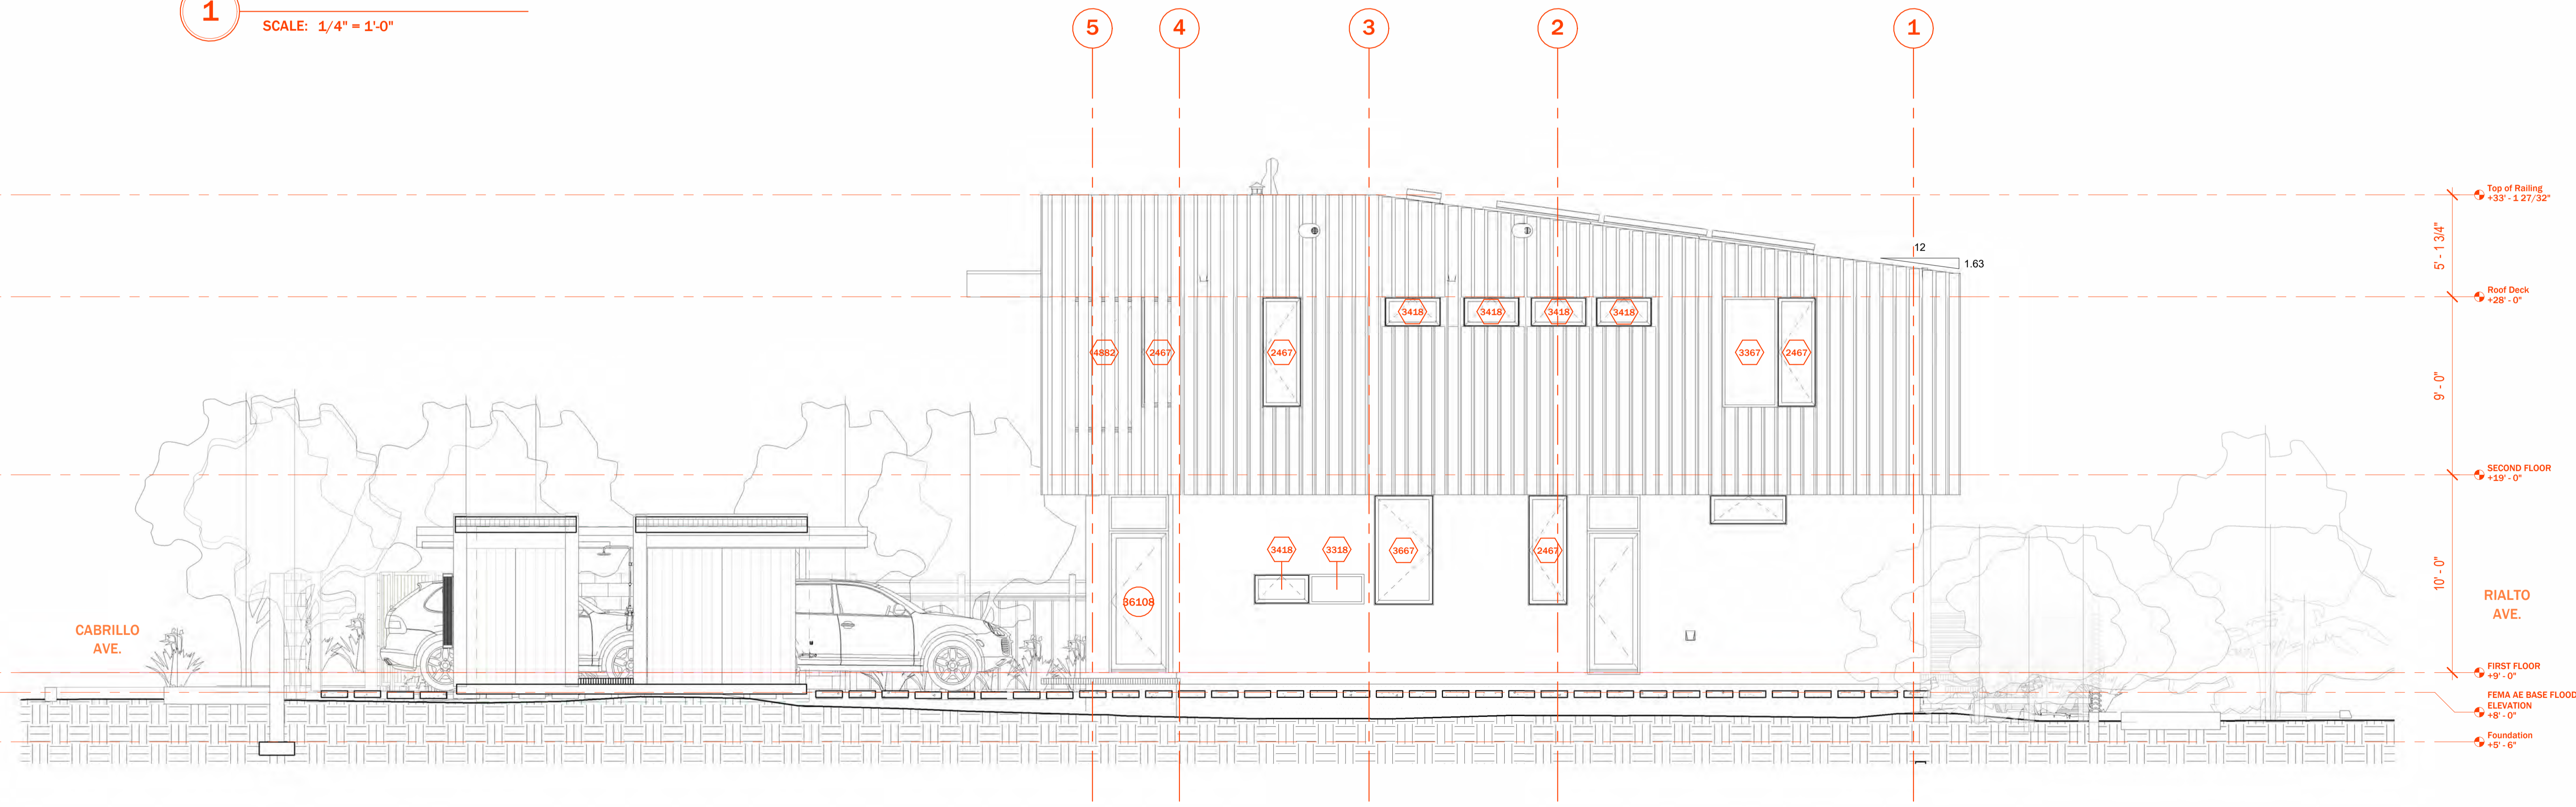 1
SCALE: 1/4" = 1'-0"
5
4
3
2
1
Top of Railing
+33' - 1 27/32"
5' - 1 3/4"
12
1.63
Roof Deck
+28' - 0"
3418
3418
3418
3418
4882
2467
2467
3367
2467
9' - 0"
SECOND FLOOR
+19' - 0"
3418
3318
3667
2467
36108
10' - 0"
CABRILLO
AVE.
RIALTO
AVE.
FIRST FLOOR
+9' - 0"
FEMA AE BASE FLOOD
ELEVATION
+8' - 0"
Foundation
+5' - 6"